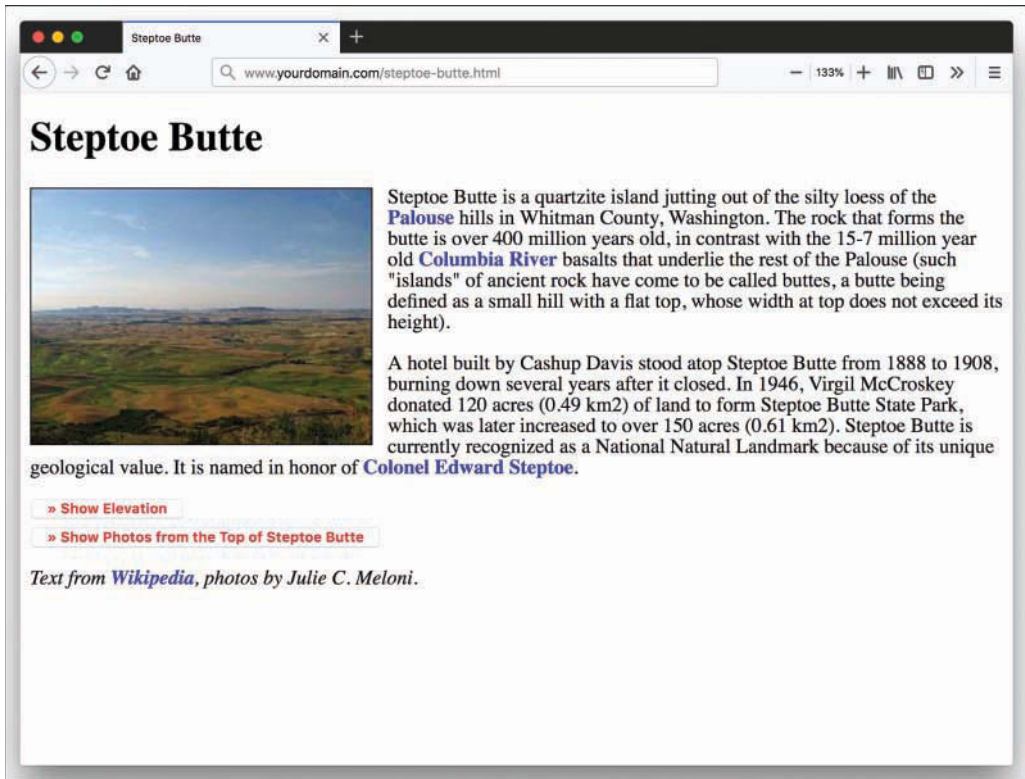 Steptoe Butte
www.yourdomain.com/steptoe-butte.html
133%
Steptoe Butte
Steptoe Butte is a quartzite island jutting out of the silty loess of the
Palouse hills in Whitman County, Washington. The rock that forms the
butte is over 400 million years old, in contrast with the 15-7 million year
old Columbia River basalts that underlie the rest of the Palouse (such
"islands" of ancient rock have come to be called buttes, a butte being
defined as a small hill with a flat top, whose width at top does not exceed its
height).
A hotel built by Cashup Davis stood atop Steptoe Butte from 1888 to 1908,
burning down several years after it closed. In 1946, Virgil McCroskey
donated 120 acres (0.49 km2) of land to form Steptoe Butte State Park,
which was later increased to over 150 acres (0.61 km2). Steptoe Butte is
currently recognized as a National Natural Landmark because of its unique
geological value. It is named in honor of Colonel Edward Steptoe.
» Show Elevation
» Show Photos from the Top of Steptoe Butte
Text from Wikipedia, photos by Julie C. Meloni.